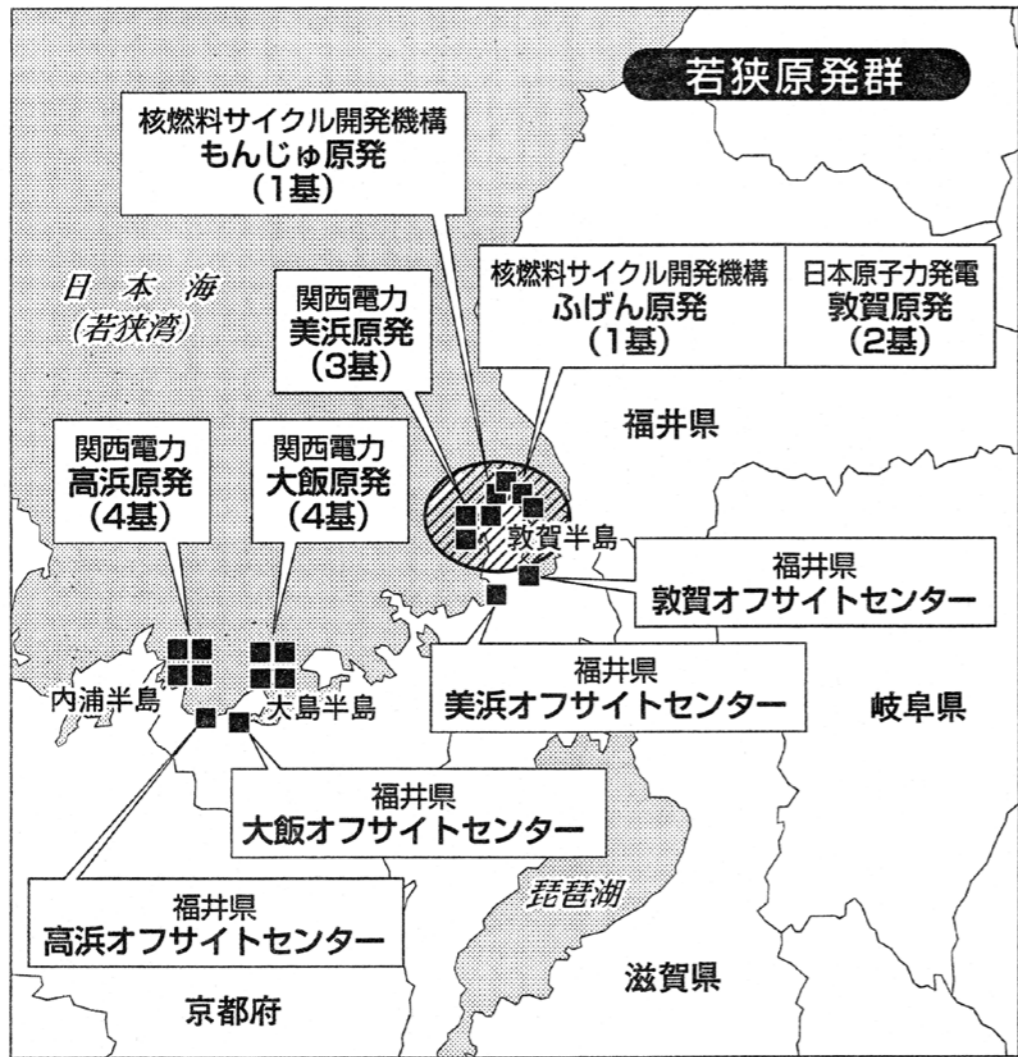 若狭原発群
核燃料サイクル開発機構
もんじゅ原発
(1基)
日本海
(若狭湾)
関西電力
美浜原発
(3基)
核燃料サイクル開発機構
ふげん原発
(1基)
日本原子力発電
敦賀原発
(2基)
福井県
関西電力
高浜原発
(4基)
関西電力
大飯原発
(4基)
敦賀半島
福井県
敦賀オフサイトセンター
福井県
美浜オフサイトセンター
内浦半島
大島半島
岐阜県
福井県
大飯オフサイトセンター
琵琶湖
福井県
高浜オフサイトセンター
滋賀県
京都府